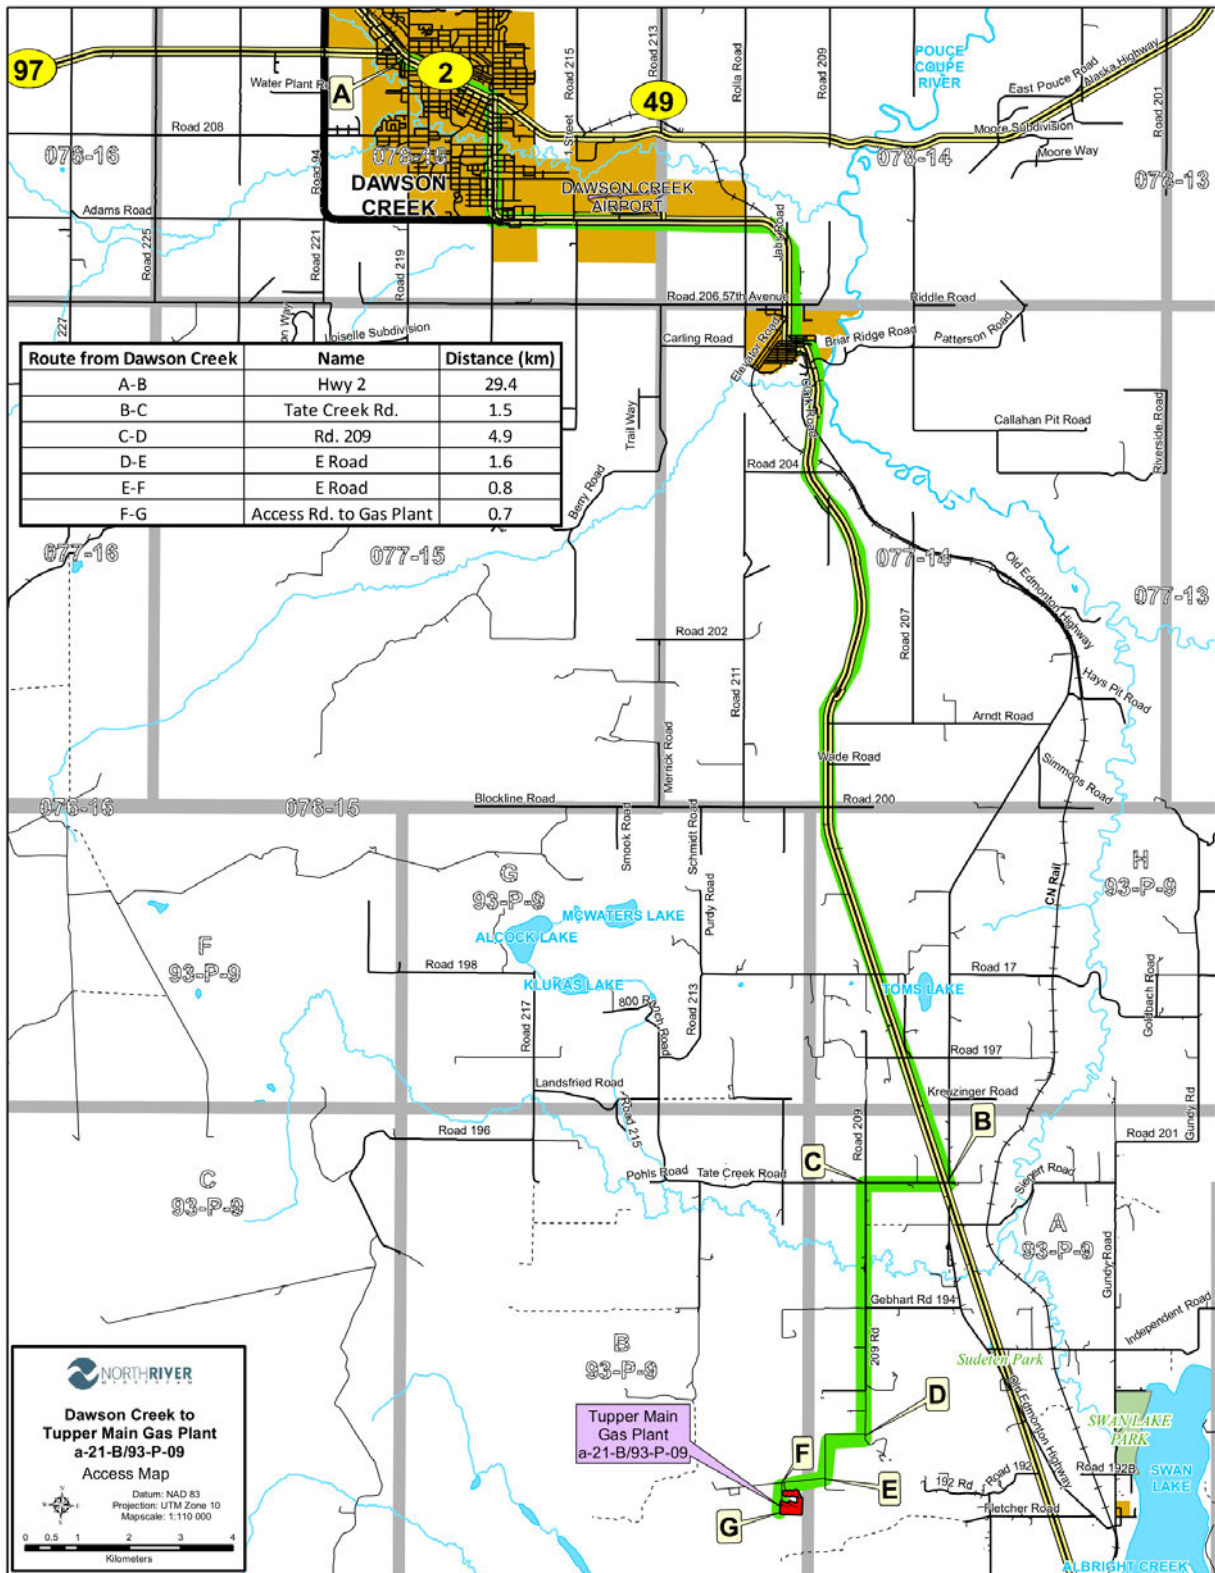 97
2
49
A
Water Plant
Road 215
Road 213
Rolla Road
Road 209
POUCE
COUPE
RIVER
East Pouce Road
Alaska Highway
Road 201
Road 208
078-16
Road 94
078-15
Street
Moore Subdivision
Moore Way
078-14
078-13
DAWSON
CREEK
DAWSON CREEK
AIRPORT
Adams Road
Road 225
Road 221
Road 219
Jabs Road
Road 206 57th Avenue
Riddle Road
227
on Way
Loiselle Subdivision
Carling Road
Elevator Road
Briar Ridge Road
Patterson Road
Route from Dawson Creek Name Distance (km)
A-B Hwy 2 29.4
B-C Tate Creek Rd. 1.5
C-D Rd. 209 4.9
D-E E Road 1.6
E-F E Road 0.8
F-G Access Rd. to Gas Plant 0.7
Trail Way
Clark Road
Callahan Pit Road
Riverside Road
Berry Road
Road 204
077-16
077-15
077-14
077-13
Old Edmonton Highway
Road 202
Road 207
Road 211
Hays Pit Road
Merrick Road
Arndt Road
Wade Road
Simmons Road
076-16
076-15
Blockline Road
Road 200
Smook Road
Schmidt Road
G
93-P-9
H
93-P-9
CN Rail
Purdy Road
MCWATERS LAKE
ALCOCK LAKE
F
93-P-9
Road 198
KLUKAS LAKE
800 Ranch Road
Road 213
TOMS LAKE
Road 17
Goldbach Road
Road 217
Road 197
Landsfried Road
Kreuzinger Road
Road 215
Road 209
Gundy Rd
Road 196
B
Road 201
C
93-P-9
Pohls Road
Tate Creek Road
C
Siegert Road
A
93-P-9
Gundy Road
Gebhart Rd 194
Independent Road
B
93-P-9
209 Rd
Sudeten Park
Old Edmonton Highway
D
SWAN LAKE
PARK
Tupper Main
Gas Plant
a-21-B/93-P-09
F
E
G
192 Rd
Road 192
Road 192B
SWAN
LAKE
Fletcher Road
ALBRIGHT CREEK
NORTHRIVER
MIDSTREAM
Dawson Creek to
Tupper Main Gas Plant
a-21-B/93-P-09
Access Map
Datum: NAD 83
Projection: UTM Zone 10
Mapscale: 1:110 000
0 0.5 1 2 3 4
Kilometers